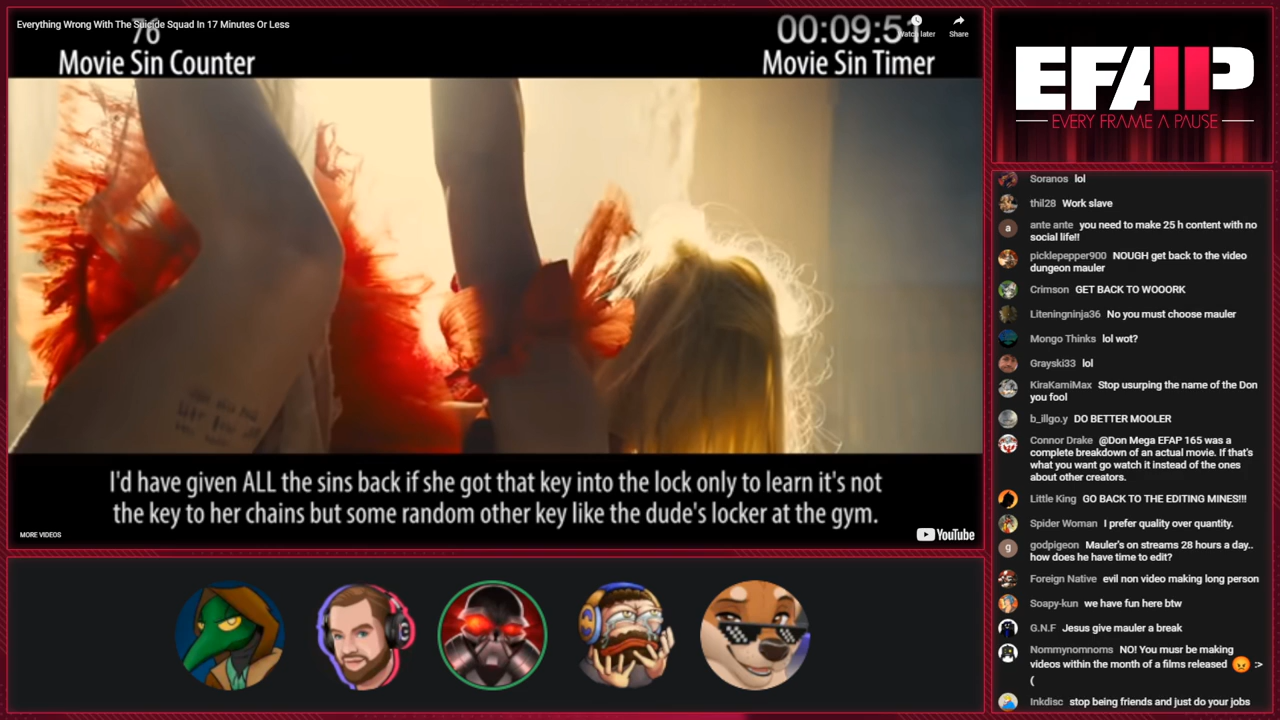 Everything Wrong With The Suicide Squad In 17 Minutes Or Less
76
Movie Sin Counter
00:09:51
Movie Sin Timer
Watch later
Share
I'd have given ALL the sins back if she got that key into the lock only to learn it's not
the key to her chains but some random other key like the dude's locker at the gym.
MORE VIDEOS
YouTube
EFAP
EVERY FRAME A PAUSE
Soranos lol
thil28 Work slave
a
ante ante you need to make 25 h content with no
social life!!
picklepepper900 NOUGH get back to the video
dungeon mauler
Crimson GET BACK TO WOOORK
Liteningninja36 No you must choose mauler
Mongo Thinks lol wot?
Grayski33 lol
KiraKamiMax Stop usurping the name of the Don
you fool
b_illgo.y DO BETTER MOOLER
Connor Drake @Don Mega EFAP 165 was a
complete breakdown of an actual movie. If that's
what you want go watch it instead of the ones
about other creators.
Little King GO BACK TO THE EDITING MINES!!!
Spider Woman I prefer quality over quantity.
g
godpigeon Mauler's on streams 28 hours a day..
how does he have time to edit?
Foreign Native evil non video making long person
Soapy-kun we have fun here btw
G.N.F Jesus give mauler a break
Nommynomnoms NO! You musr be making
videos within the month of a films released 😡 :>
(
Inkdisc stop being friends and just do your jobs